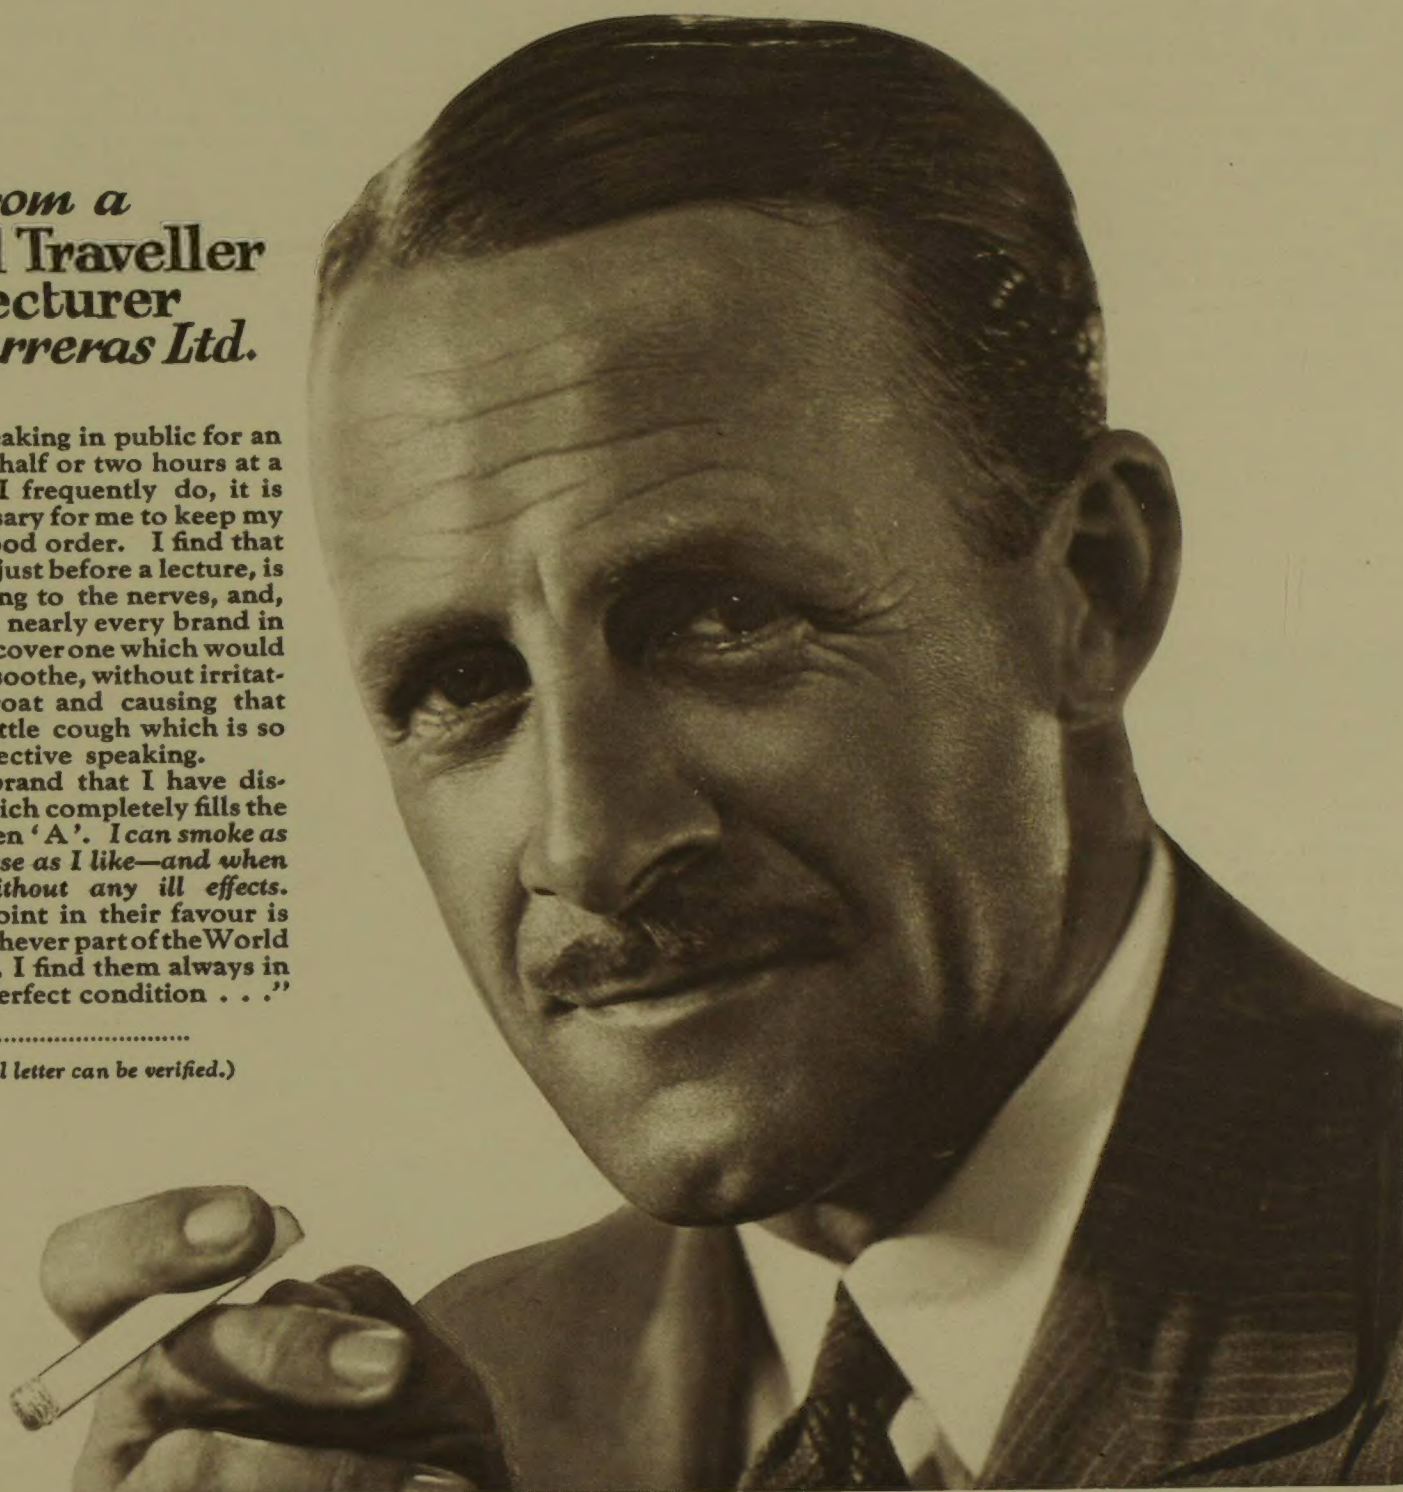 om a
l Traveller
ecturer
rreras Ltd.
eaking in public for an
half or two hours at a
I frequently do, it is
sary for me to keep my
ood order. I find that
just before a lecture, is
ng to the nerves, and,
nearly every brand in
cover one which would
soothe, without irritat-
roat and causing that
ttle cough which is so
ective speaking.
brand that I have dis-
ich completely fills the
en ‘A’. I can smoke as
se as I like—and when
ithout any ill effects.
oint in their favour is
hever part of the World
, I find them always in
erfect condition . . .”
l letter can be verified.)